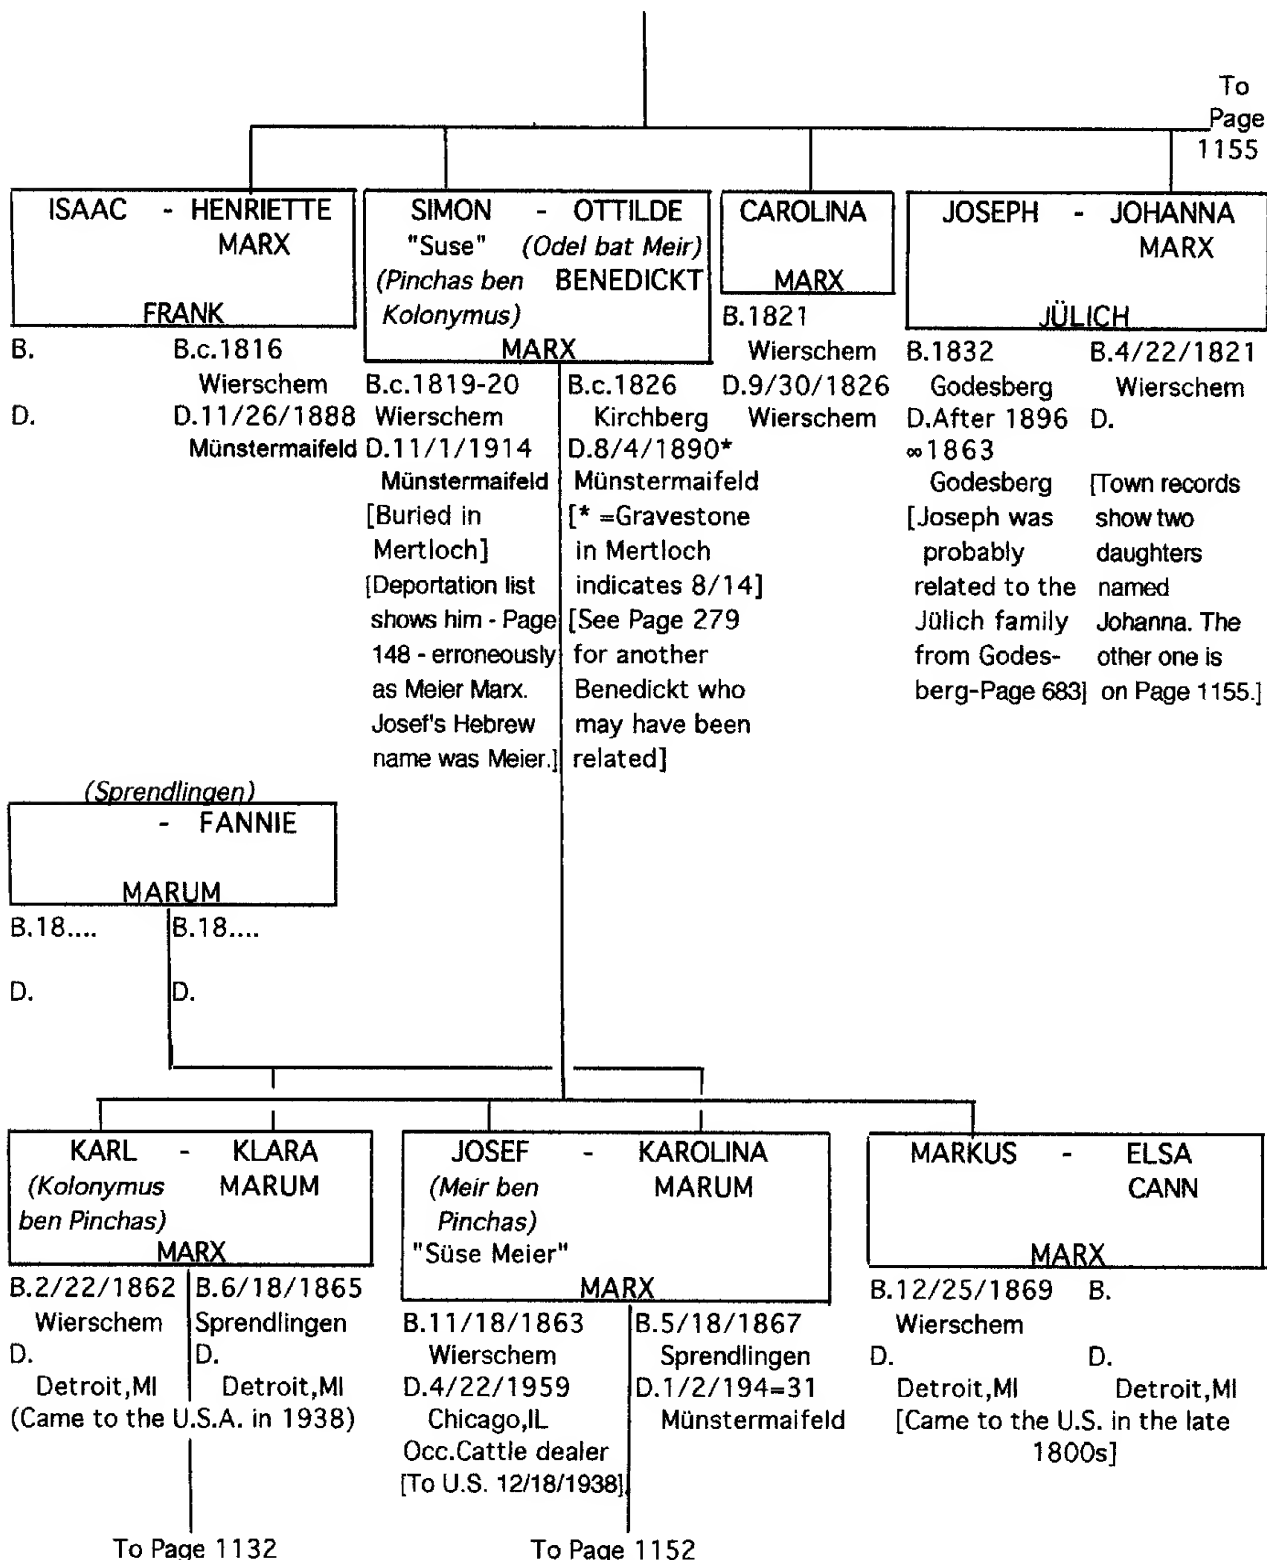 To
Page
1155
ISAAC - HENRIETTE
MARX
FRANK
B. B.c.1816
Wierschem
D. D.11/26/1888
Münstermaifeld
SIMON - OTTILDE
"Suse" (Odel bat Meir)
(Pinchas ben BENEDICKT
Kolonymus)
MARX
B.c.1819-20
Wierschem
D.11/1/1914
Münstermaifeld
[Buried in
Mertloch]
[Deportation list
shows him - Page
148 - erroneously
as Meier Marx.
Josef's Hebrew
name was Meier.]
B.c.1826
Kirchberg
D.8/4/1890*
Münstermaifeld
[* =Gravestone
in Mertloch
indicates 8/14]
[See Page 279
for another
Benedickt who
may have been
related]
CAROLINA
MARX
B.1821
Wierschem
D.9/30/1826
Wierschem
JOSEPH - JOHANNA
MARX
JÜLICH
B.1832
Godesberg
D.After 1896
∞1863
Godesberg
[Joseph was
probably
related to the
Jülich family
from Godes-
berg-Page 683]
B.4/22/1821
Wierschem
D.
[Town records
show two
daughters
named
Johanna. The
other one is
on Page 1155.]
(Sprendlingen)
- FANNIE
MARUM
B.18.... B.18....
D. D.
KARL - KLARA
(Kolonymus MARUM
ben Pinchas)
MARX
B.2/22/1862 B.6/18/1865
Wierschem Sprendlingen
D. D.
Detroit,MI Detroit,MI
(Came to the U.S.A. in 1938)
To Page 1132
JOSEF - KAROLINA
(Meir ben MARUM
Pinchas)
"Süse Meier"
MARX
B.11/18/1863 B.5/18/1867
Wierschem Sprendlingen
D.4/22/1959 D.1/2/194=31
Chicago,IL Münstermaifeld
Occ.Cattle dealer
[To U.S. 12/18/1938]
To Page 1152
MARKUS - ELSA
CANN
MARX
B.12/25/1869 B.
Wierschem
D. D.
Detroit,MI Detroit,MI
[Came to the U.S. in the late
1800s]